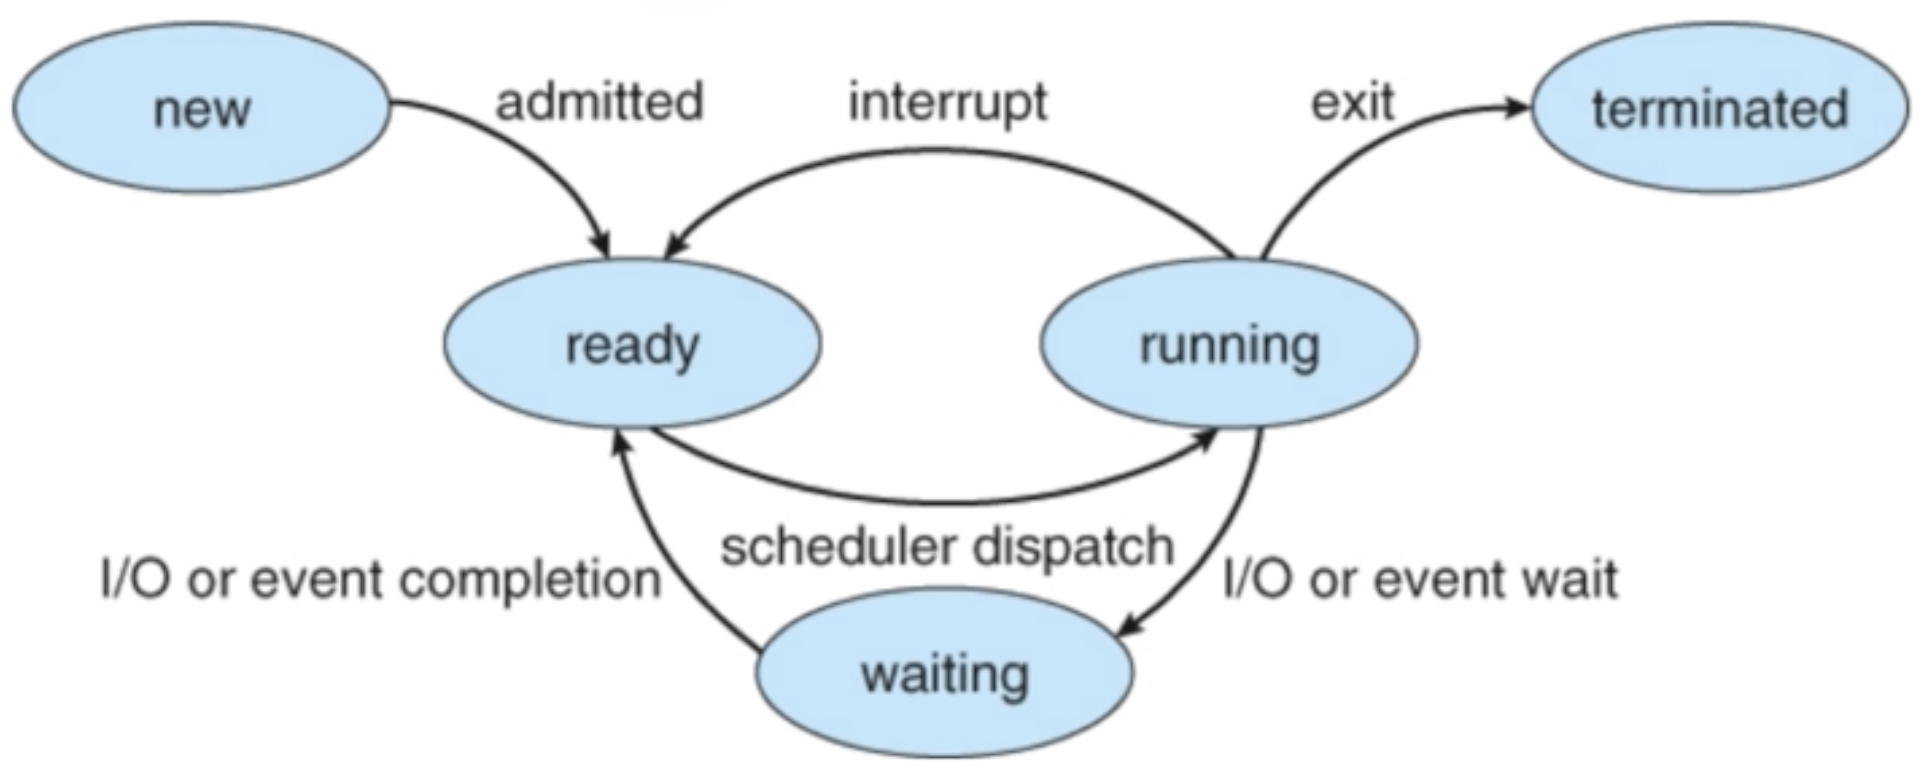 new
admitted
interrupt
exit
terminated
ready
running
scheduler dispatch
I/O or event completion
I/O or event wait
waiting